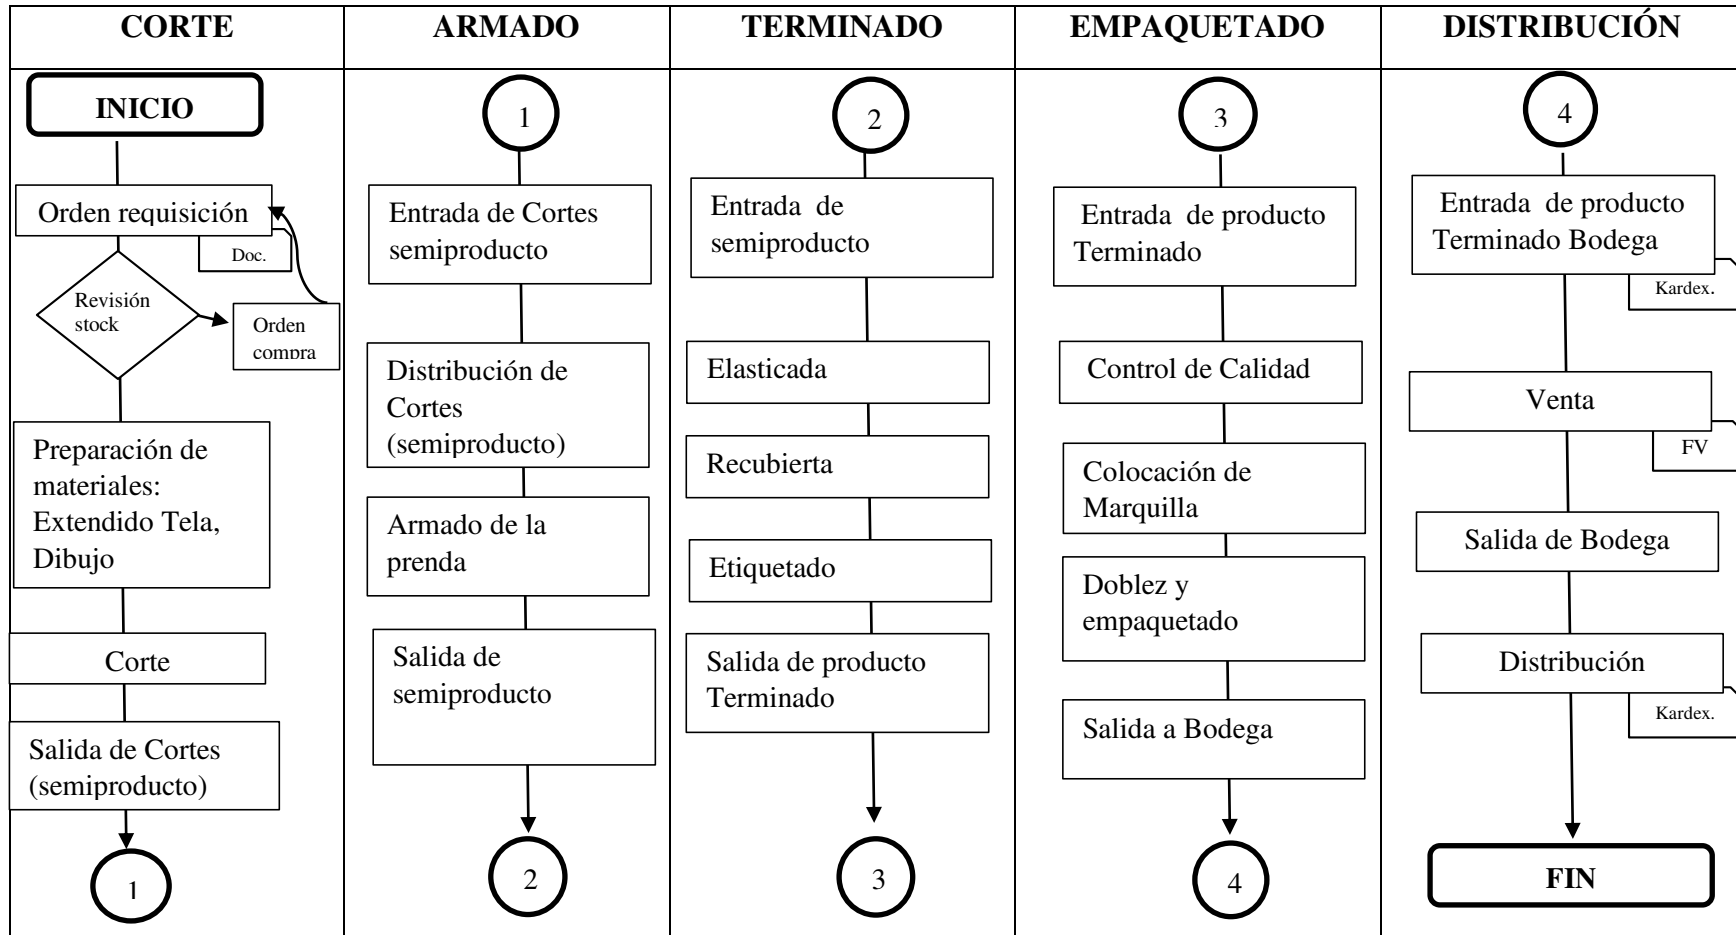 CORTE
INICIO
Orden requisición
Doc.
Revisión
stock
Orden
compra
Preparación de
materiales:
Extendido Tela,
Dibujo
Corte
Salida de Cortes
(semiproducto)
1
ARMADO
1
Entrada de Cortes
semiproducto
Distribución de
Cortes
(semiproducto)
Armado de la
prenda
Salida de
semiproducto
2
TERMINADO
2
Entrada de
semiproducto
Elasticada
Recubierta
Etiquetado
Salida de producto
Terminado
3
EMPAQUETADO
3
Entrada de producto
Terminado
Control de Calidad
Colocación de
Marquilla
Doblez y
empaquetado
Salida a Bodega
4
DISTRIBUCIÓN
4
Entrada de producto
Terminado Bodega
Kardex.
Venta
FV
Salida de Bodega
Distribución
Kardex.
FIN